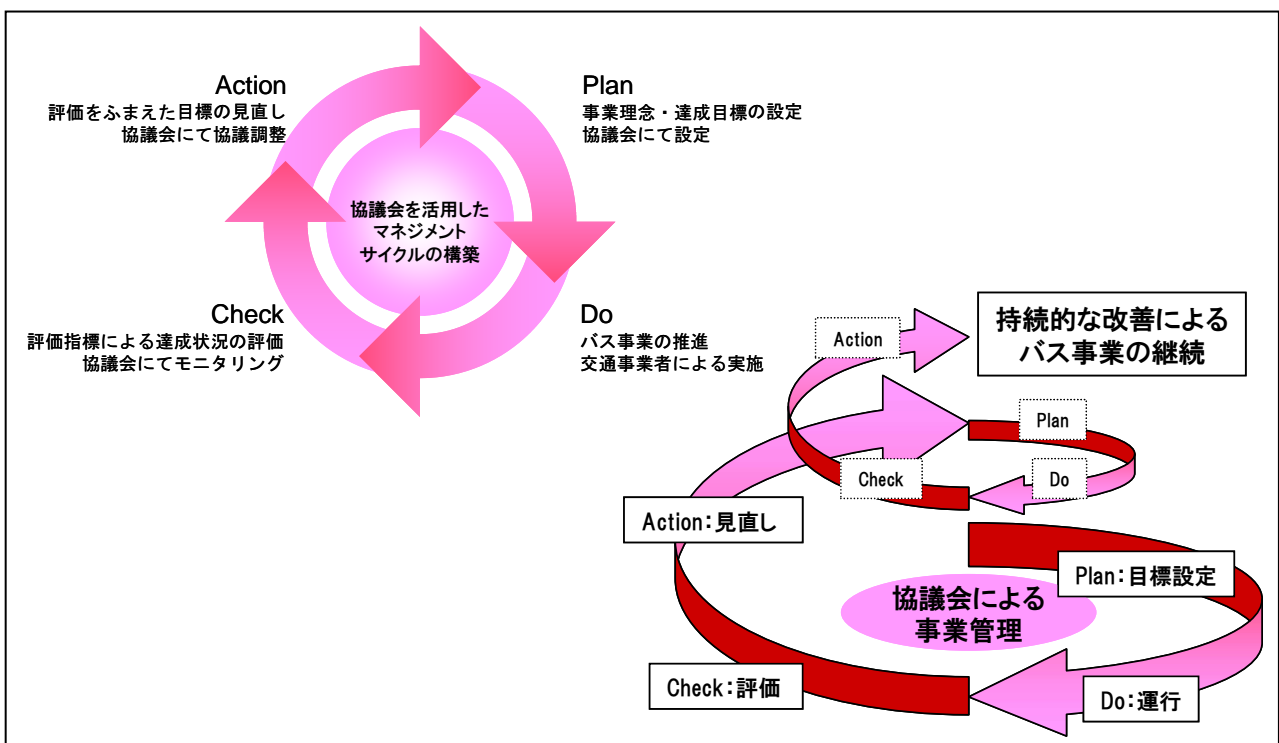 Action
評価をふまえた目標の見直し
協議会にて協議調整
Plan
事業理念・達成目標の設定
協議会にて設定
協議会を活用した
マネジメント
サイクルの構築
Check
評価指標による達成状況の評価
協議会にてモニタリング
Do
バス事業の推進
交通事業者による実施
持続的な改善による
バス事業の継続
Action
Plan
Check
Do
Action：見直し
Plan：目標設定
協議会による
事業管理
Check：評価
Do：運行